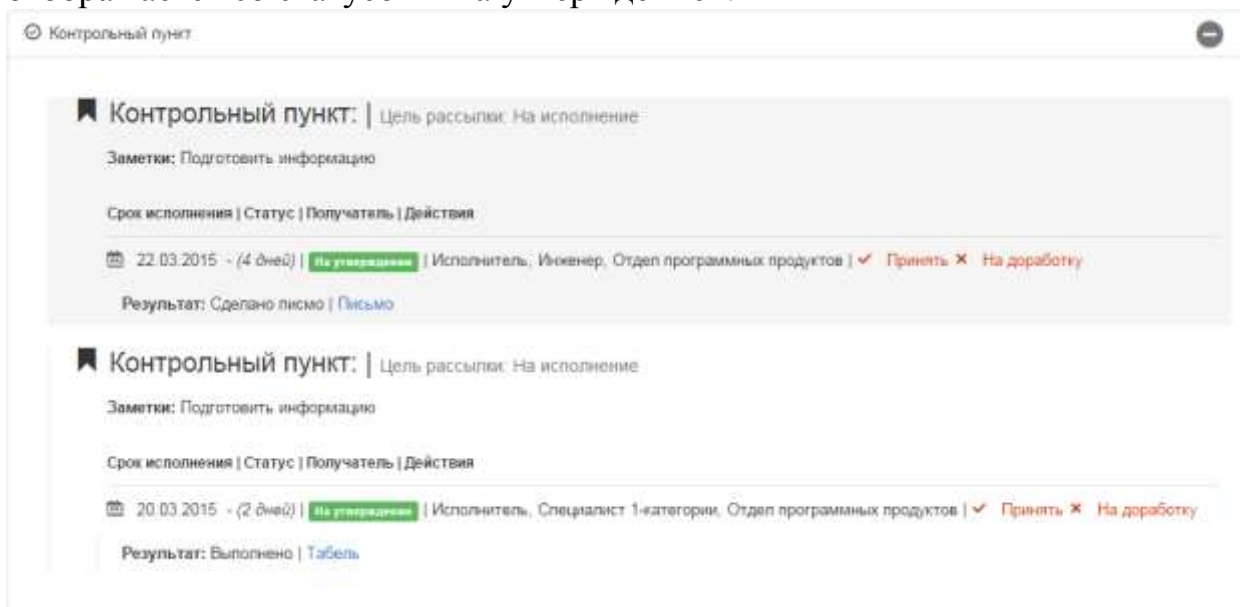 Контрольный пункт
Контрольный пункт: | Цель рассылки: На исполнение
Заметки: Подготовить информацию
Срок исполнения | Статус | Получатель | Действия
22.03.2015 - (4 дней) | На утверждении | Исполнитель, Инженер, Отдел программных продуктов | Принять На доработку
Результат: Сделано писмо | Письмо
Контрольный пункт: | Цель рассылки: На исполнение
Заметки: Подготовить информацию
Срок исполнения | Статус | Получатель | Действия
20.03.2015 - (2 дней) | На утверждении | Исполнитель, Специалист 1-категории, Отдел программных продуктов | Принять На доработку
Результат: Выполнено | Табель